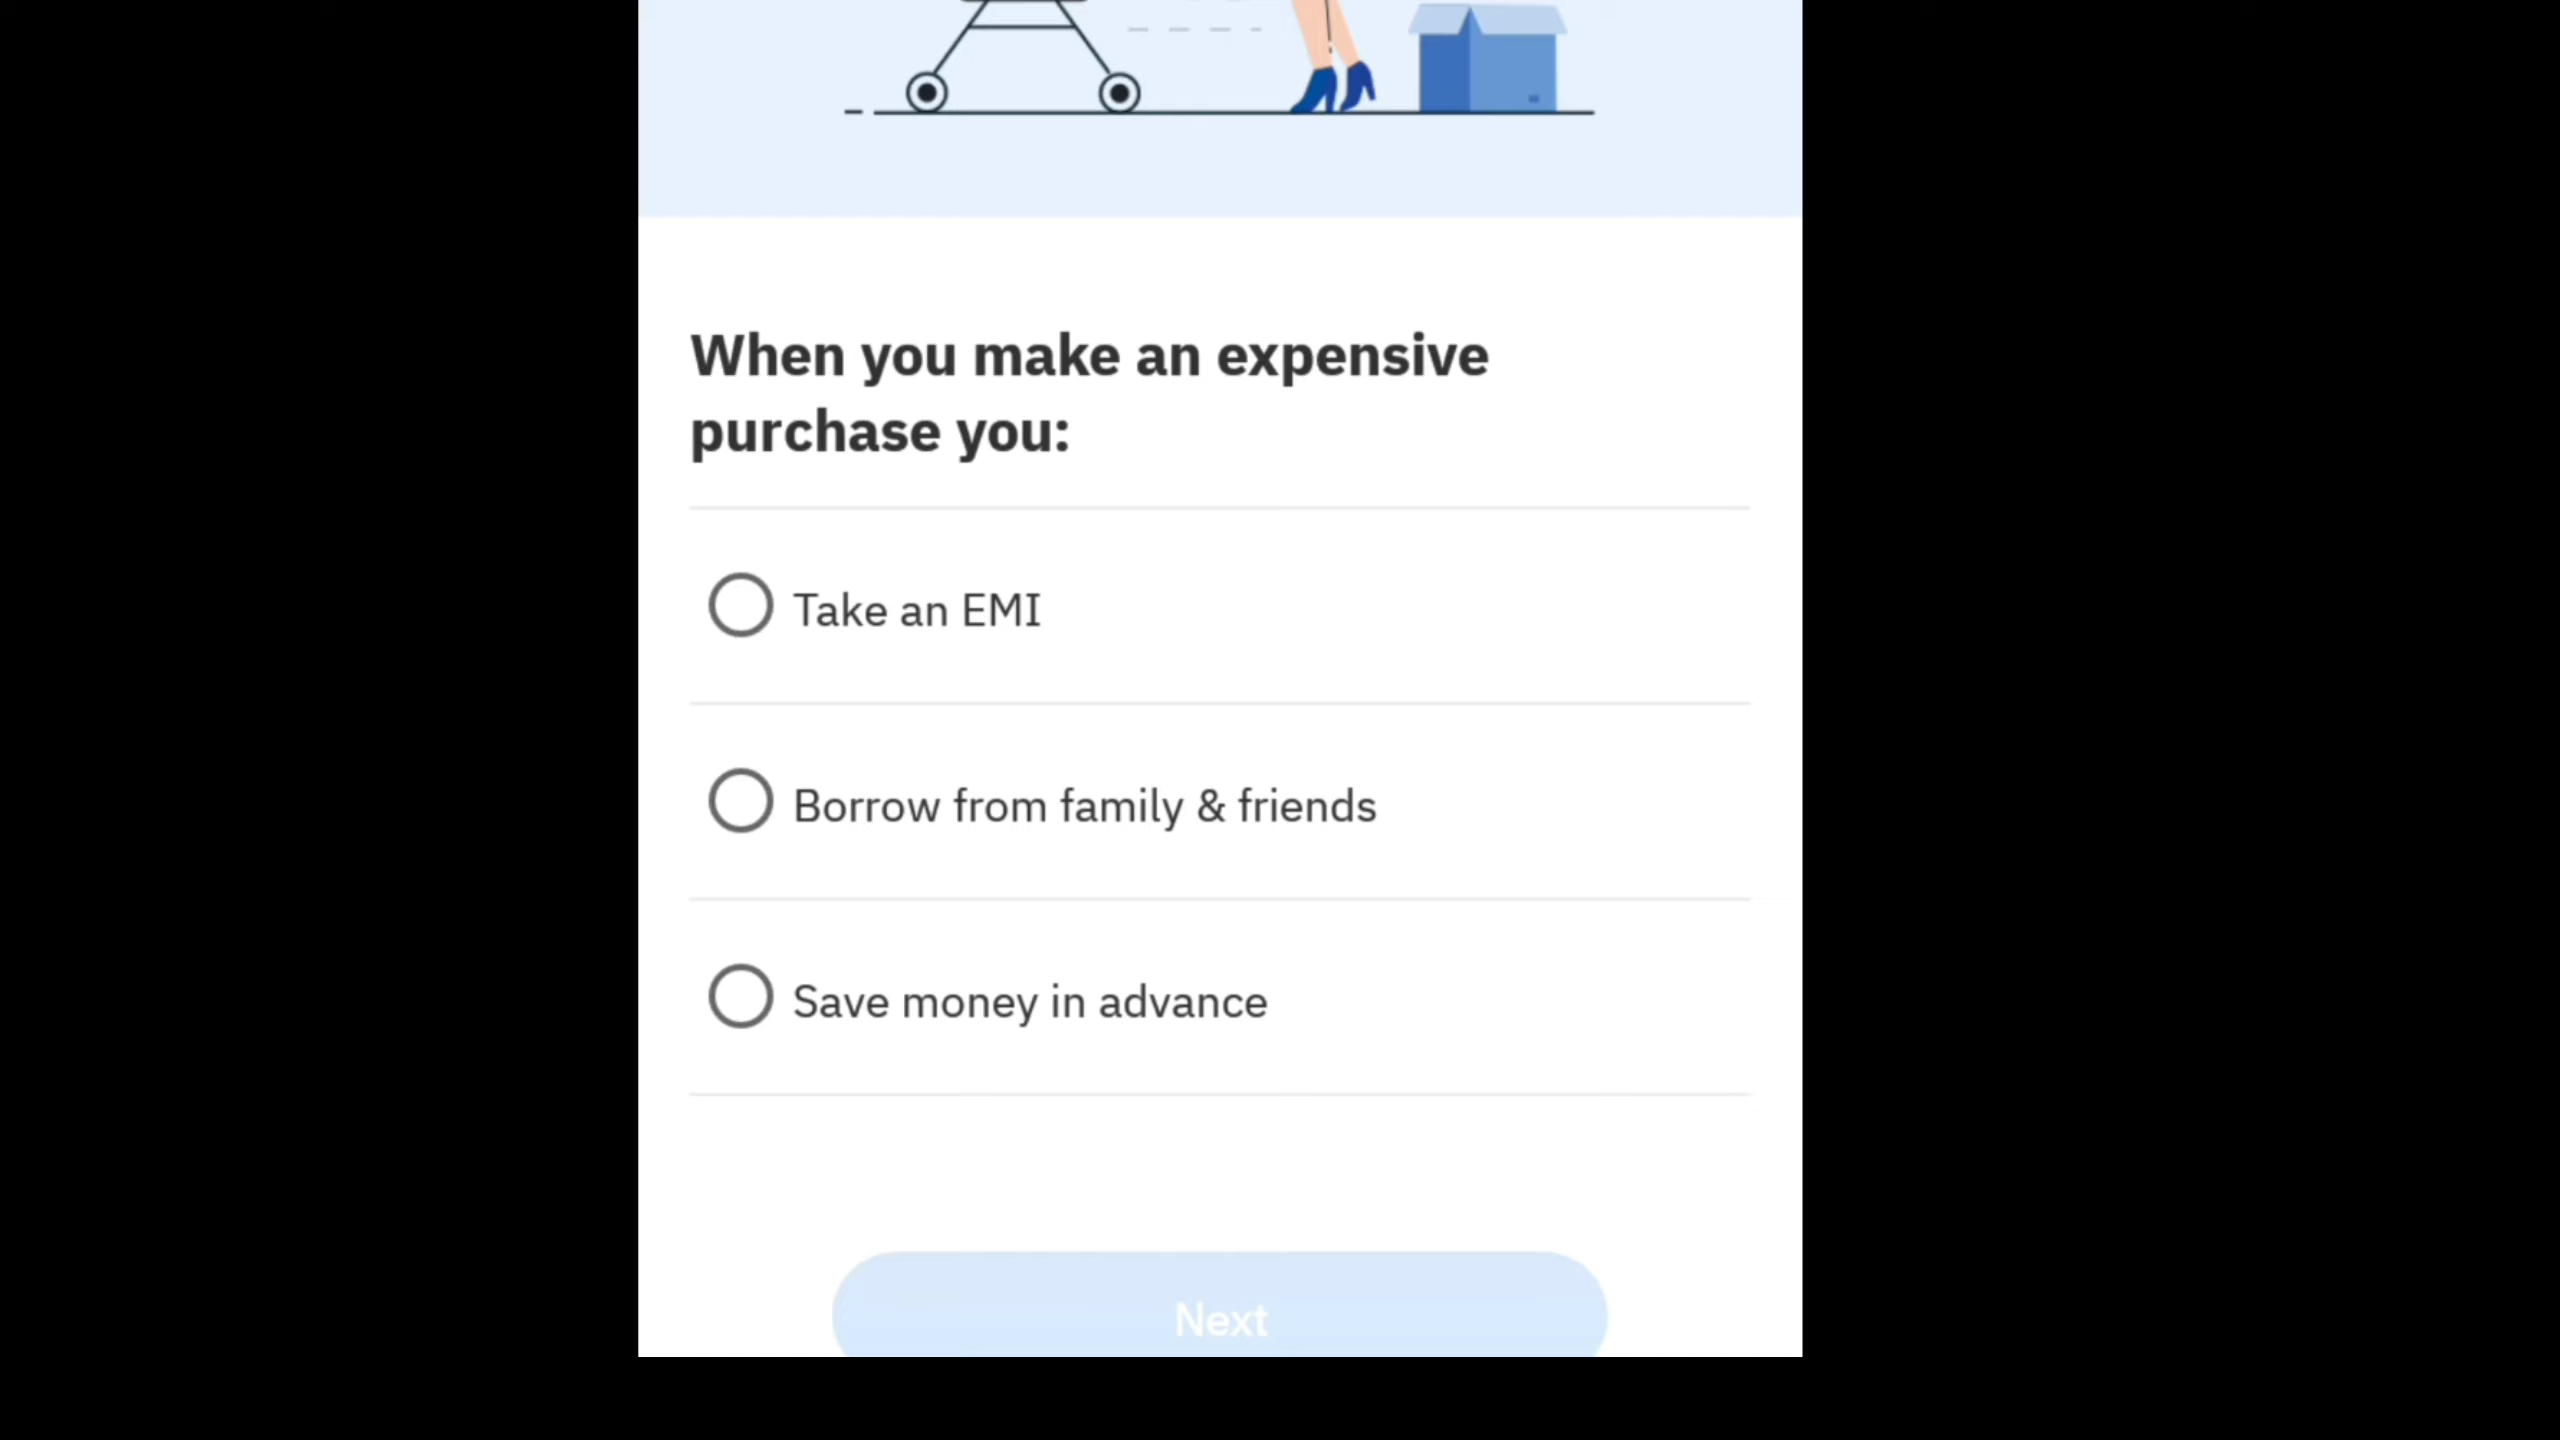 When you make an expensive
purchase you:
Take an EMI
Borrow from family & friends
Save money in advance
Next